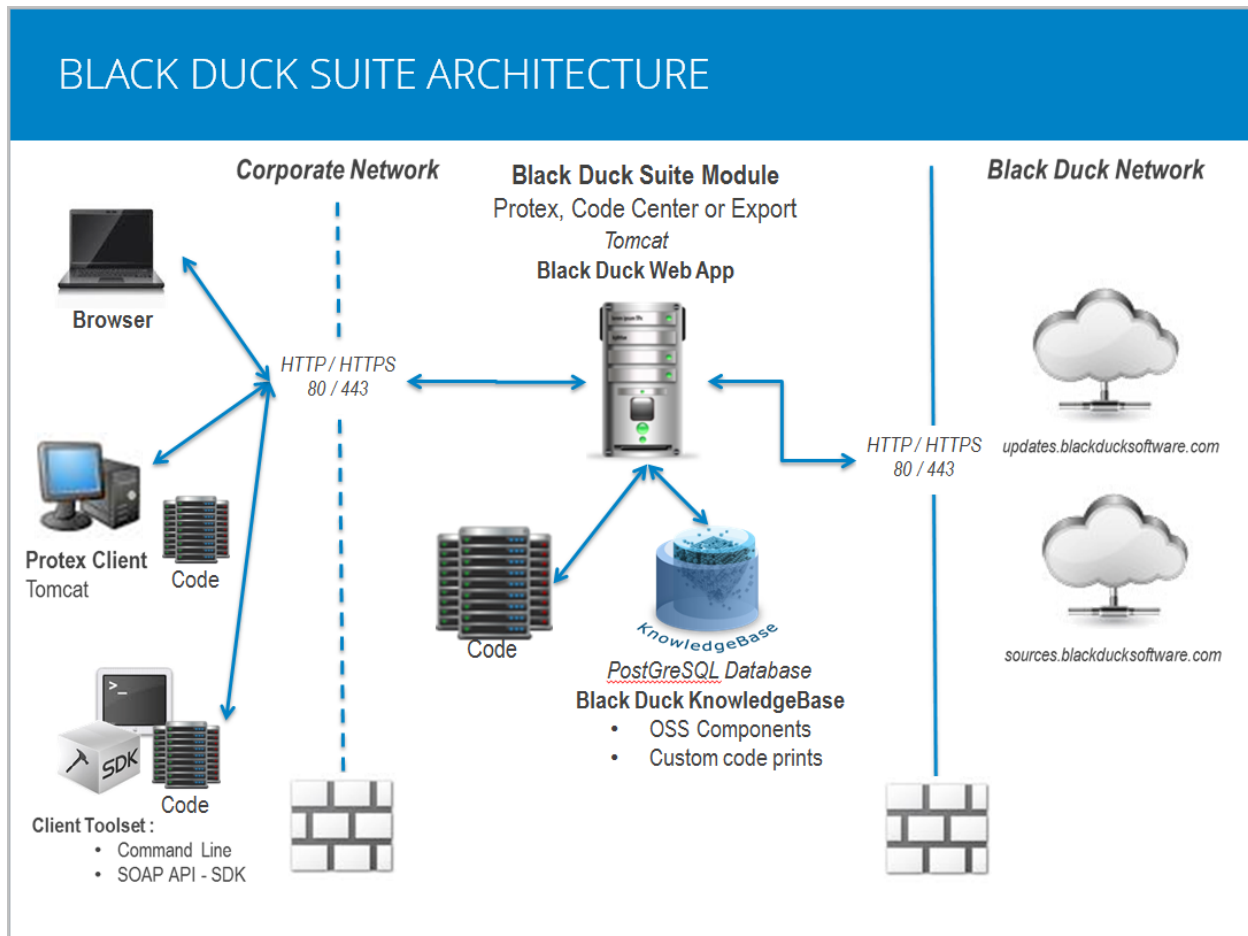 BLACK DUCK SUITE ARCHITECTURE
Corporate Network
Black Duck Suite Module
Protex, Code Center or Export
Tomcat
Black Duck Web App
Black Duck Network
Browser
HTTP / HTTPS
80 / 443
HTTP / HTTPS
80 / 443
updates.blackducksoftware.com
Protex Client
Tomcat
Code
Code
KnowledgeBase
PostGreSQL Database
Black Duck KnowledgeBase
• OSS Components
• Custom code prints
sources.blackducksoftware.com
>_
SDK
Code
Client Toolset :
• Command Line
• SOAP API - SDK